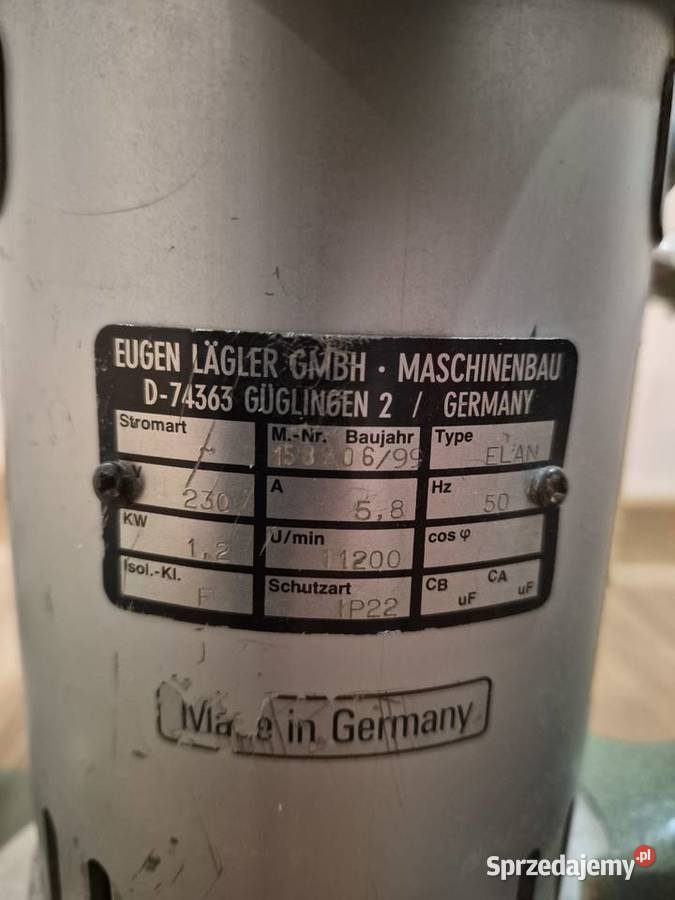 EUGEN LÄGLER GMBH · MASCHINENBAU
D-74363 GÜGLINGEN 2 / GERMANY
Stromart M.-Nr. Baujahr Type
~ 06/99 ELAN
V A Hz
230 5,8 50
KW U/min cos φ
1,2 11200
Isol.-Kl. Schutzart CB uF CA uF
F IP22
Made in Germany
Sprzedajemy.pl